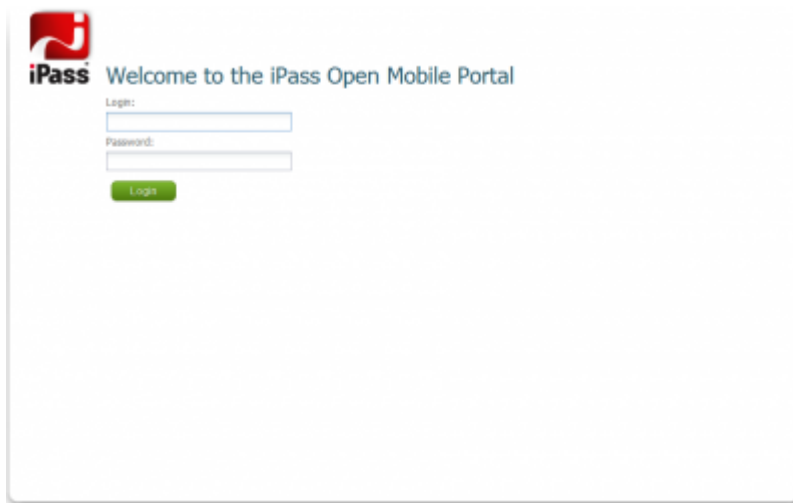 iPass
Welcome to the iPass Open Mobile Portal
Login:
Password:
Login